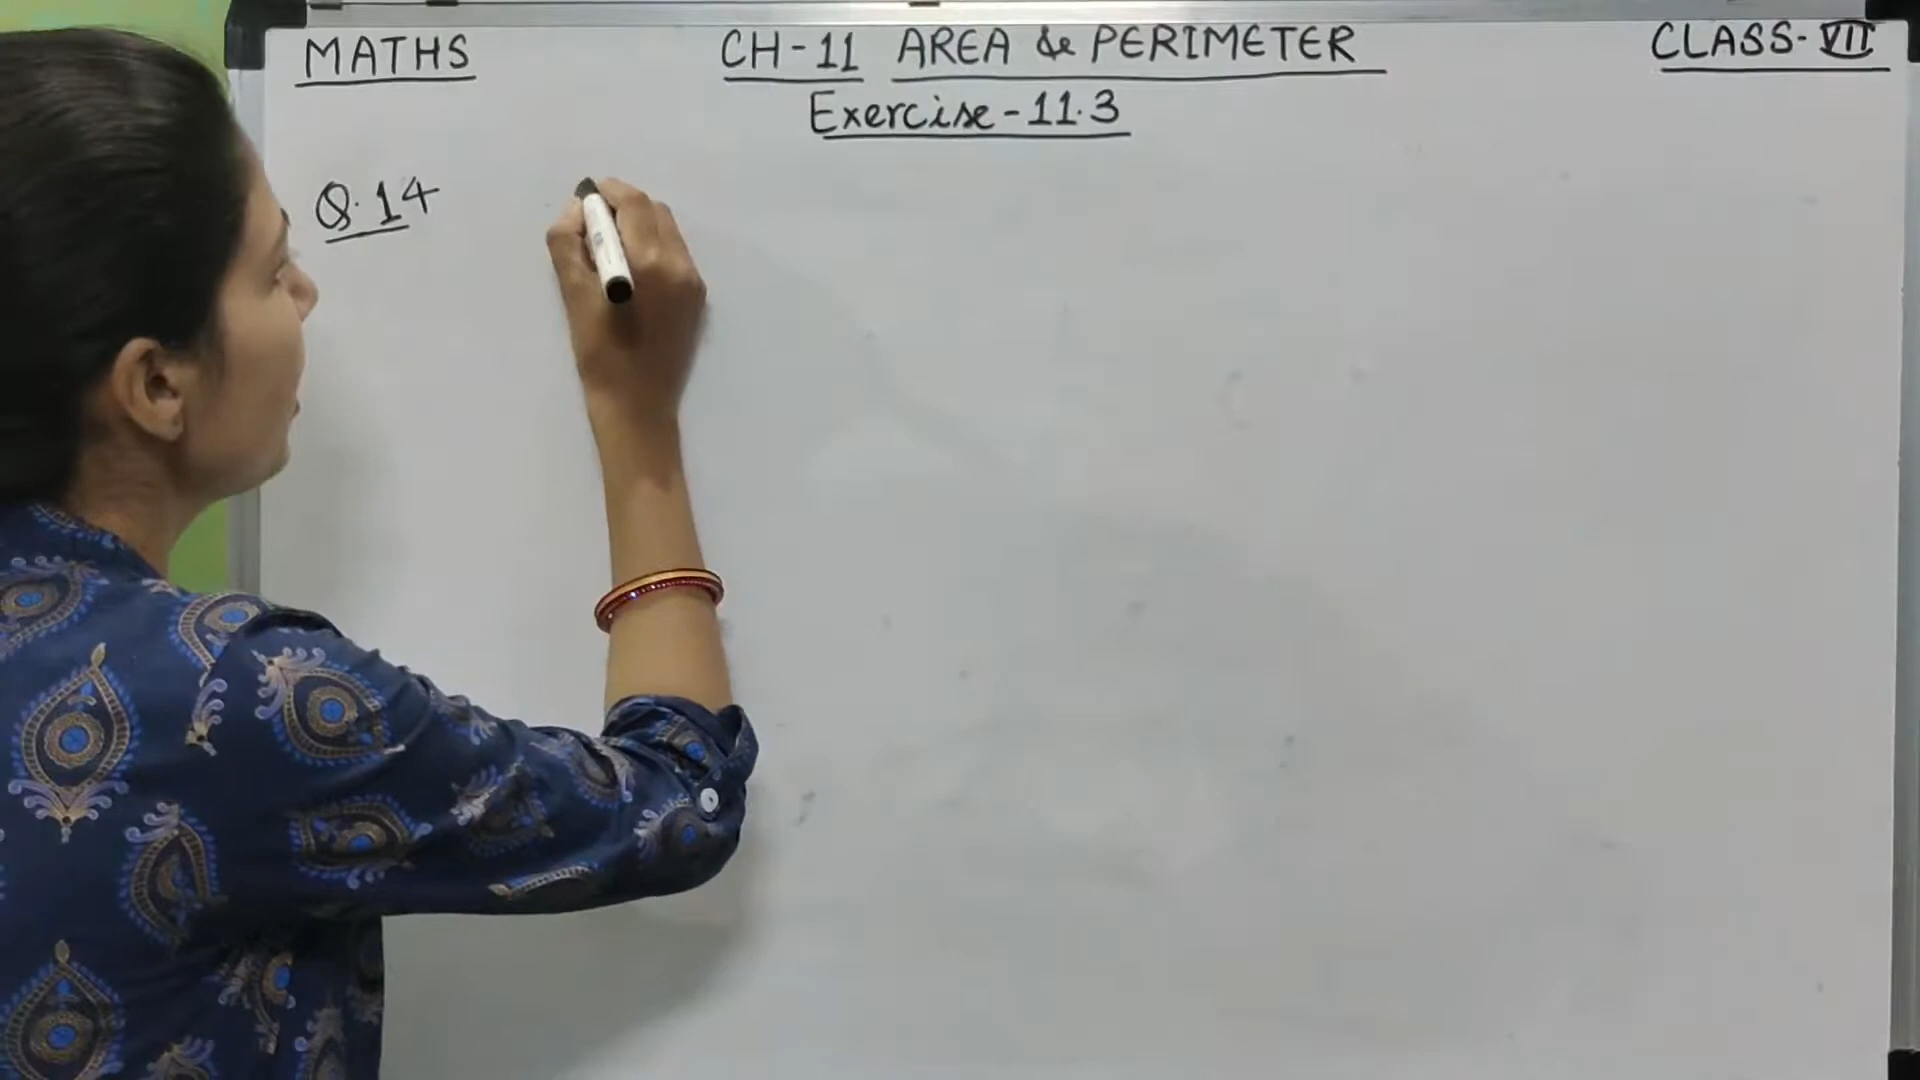 MATHS
CH-11 AREA & PERIMETER
CLASS-VII
Exercise-11.3
Q.14